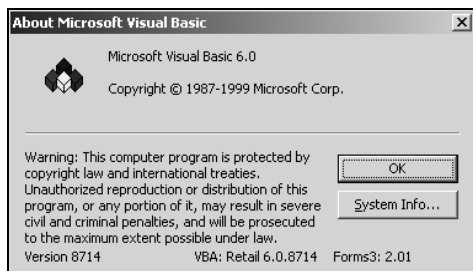 About Microsoft Visual Basic
Microsoft Visual Basic 6.0
Copyright © 1987-1999 Microsoft Corp.
Warning: This computer program is protected by
copyright law and international treaties.
Unauthorized reproduction or distribution of this
program, or any portion of it, may result in severe
civil and criminal penalties, and will be prosecuted
to the maximum extent possible under law.
OK
System Info...
Version 8714 VBA: Retail 6.0.8714 Forms3: 2.01